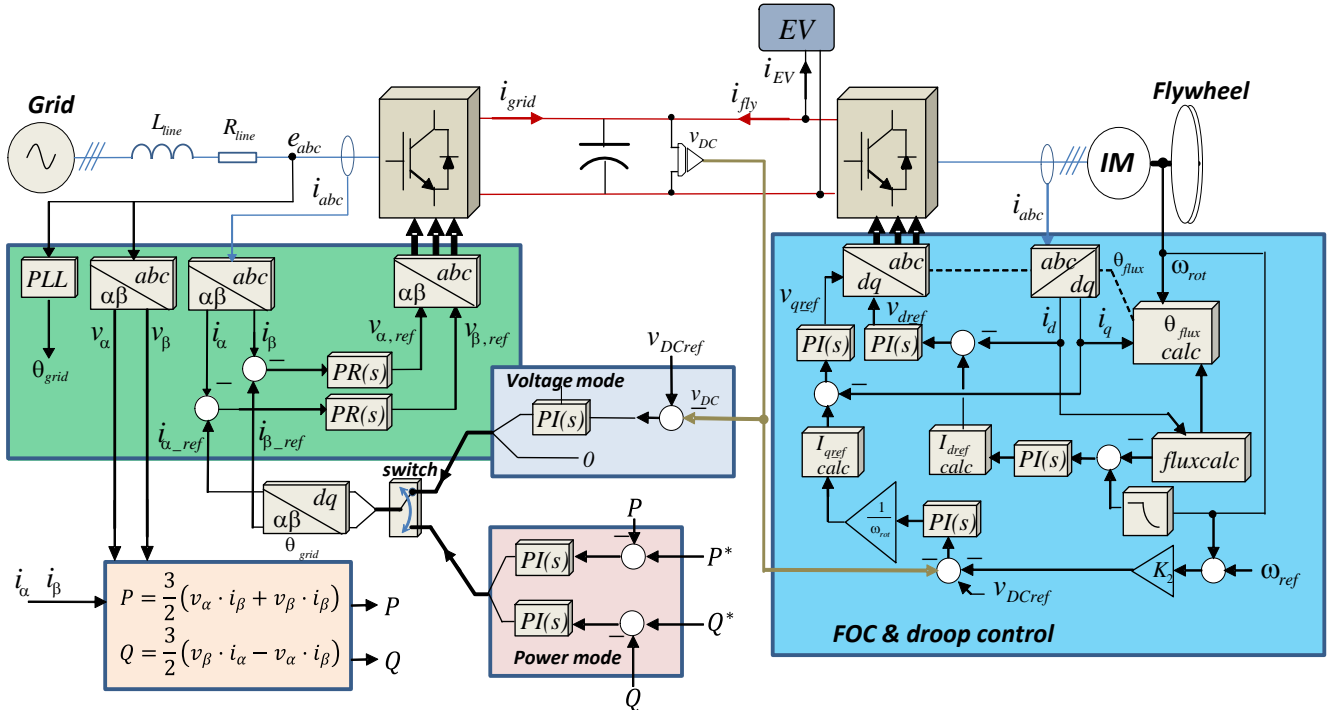 EV
i_EV
Grid
L_line
R_line
e_abc
i_abc
i_grid
i_fly
v_DC
Flywheel
IM
i_abc
ω_rot
PLL
abc
αβ
abc
αβ
abc
αβ
v_α
v_β
i_α
i_β
v_α,ref
v_β,ref
θ_grid
−
−
PR(s)
PR(s)
i_α_ref
i_β_ref
v_DCref
Voltage mode
PI(s)
v_DC
−
0
switch
dq
αβ
θ_grid
abc
dq
abc
dq
θ_flux
v_qref
v_dref
i_d
i_q
θ_flux
calc
PI(s)
PI(s)
−
−
I_qref
calc
I_dref
calc
PI(s)
−
fluxcalc
1
ω_rot
PI(s)
−
−
−
v_DCref
K_2
ω_ref
FOC & droop control
P
−
PI(s)
P*
PI(s)
−
Q*
Power mode
Q
i_α i_β
P = 3/2 (v_α · i_β + v_β · i_β)
P
Q = 3/2 (v_β · i_α − v_α · i_β)
Q